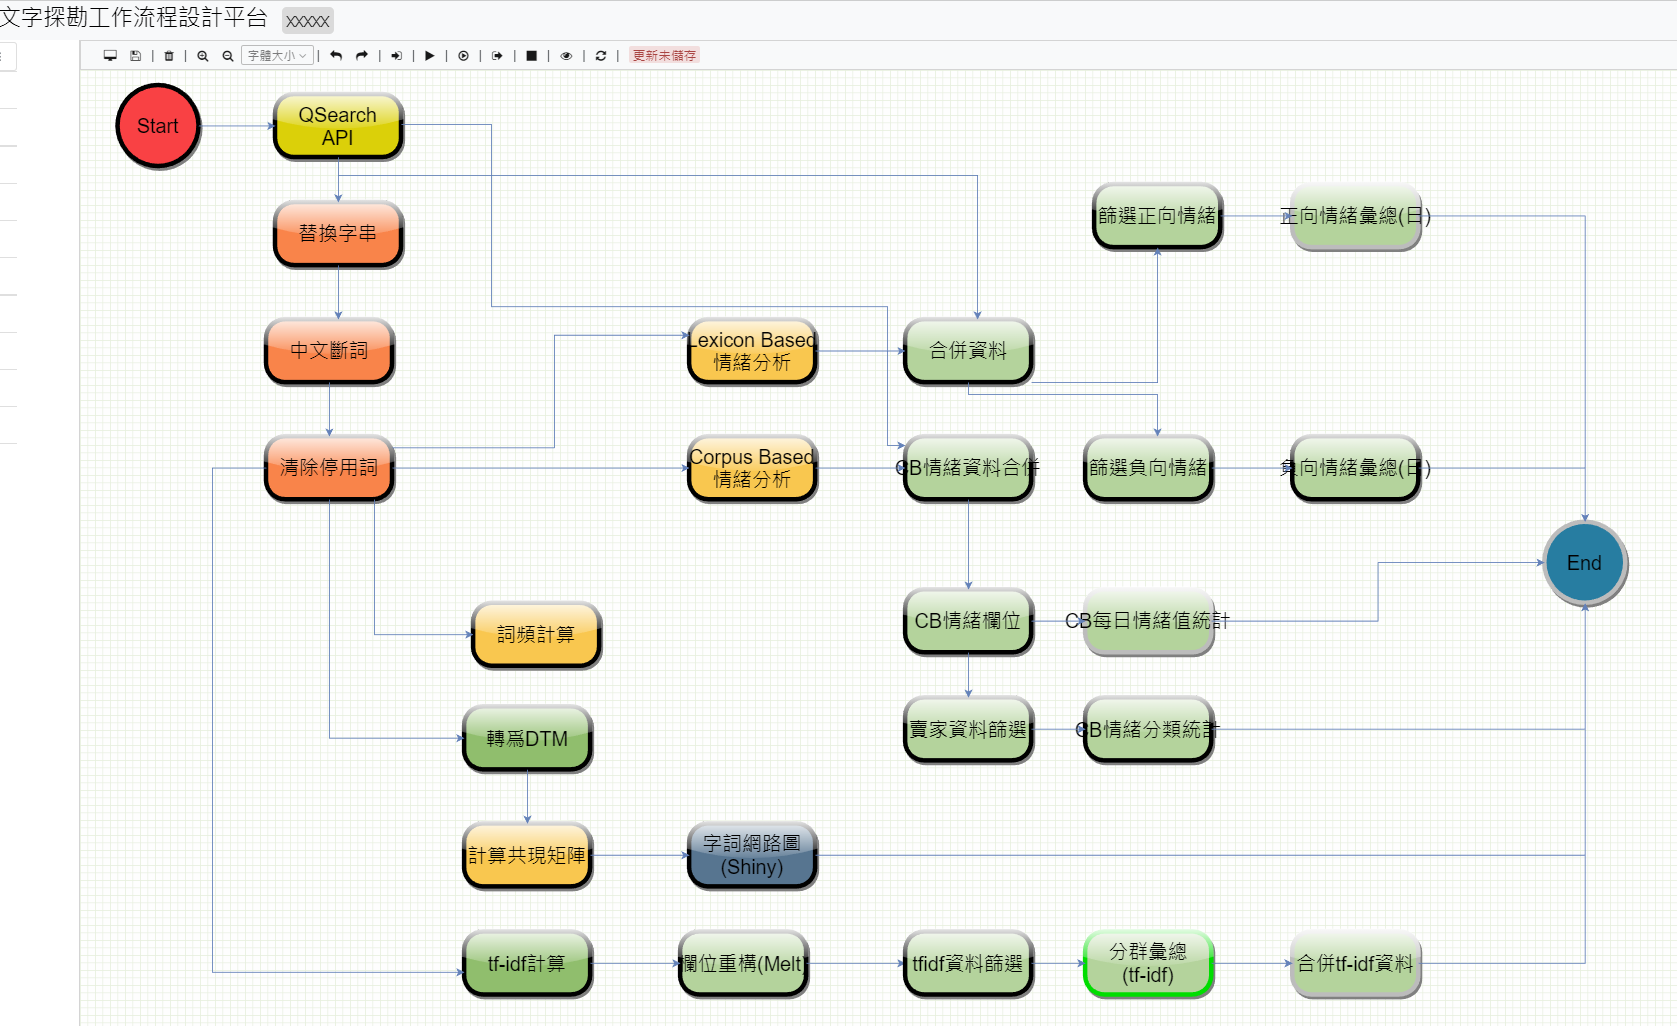 文字探勘工作流程設計平台 XXXXX
字體大小
更新未儲存
Start
QSearch
API
替換字串
中文斷詞
清除停用詞
Lexicon Based
情緒分析
合併資料
篩選正向情緒
正向情緒彙總(日)
Corpus Based
情緒分析
CB情緒資料合併
篩選負向情緒
負向情緒彙總(日)
End
詞頻計算
CB情緒欄位
CB每日情緒值統計
轉為DTM
賣家資料篩選
CB情緒分類統計
計算共現矩陣
字詞網路圖
(Shiny)
tf-idf計算
欄位重構(Melt)
tfidf資料篩選
分群彙總
(tf-idf)
合併tf-idf資料